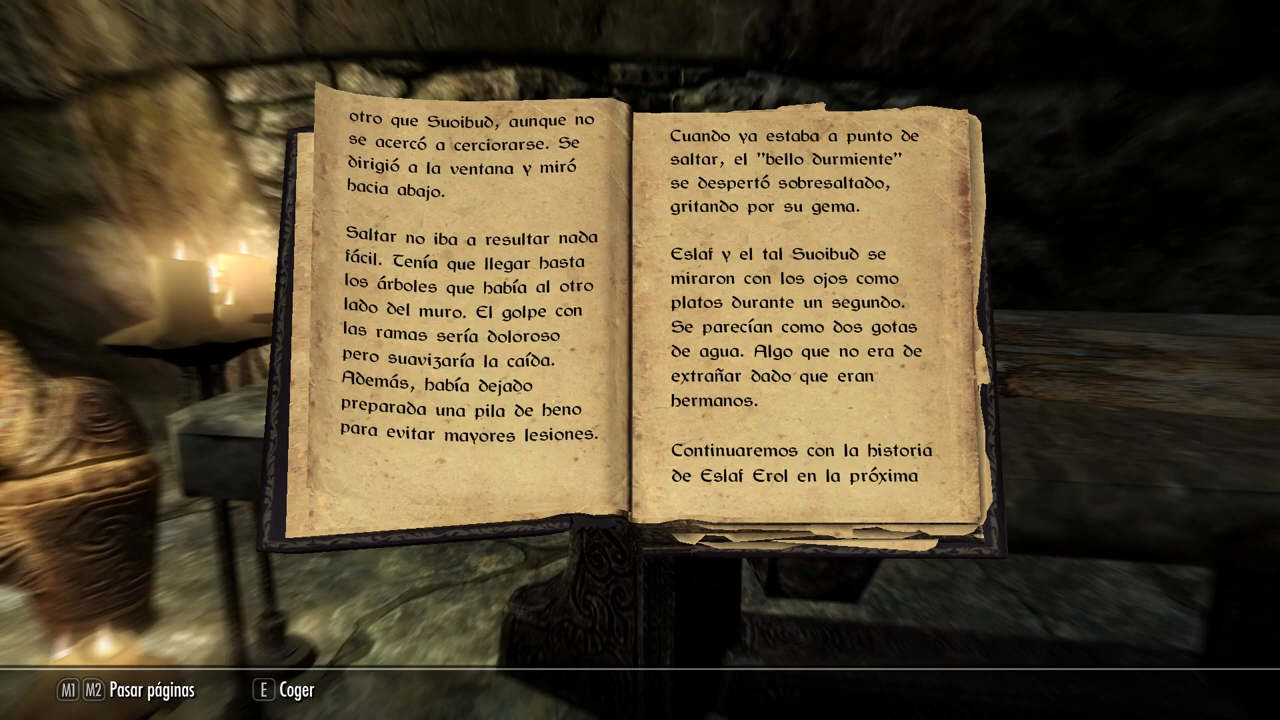 otro que Suoibud, aunque no
se acercó a cerciorarse. Se
dirigió a la ventana y miró
hacia abajo.
Saltar no iba a resultar nada
fácil. Tenía que llegar hasta
los árboles que había al otro
lado del muro. El golpe con
las ramas sería doloroso
pero suavizaría la caída.
Además, había dejado
preparada una pila de heno
para evitar mayores lesiones.
Cuando ya estaba a punto de
saltar, el "bello durmiente"
se despertó sobresaltado,
gritando por su gema.
Eslaf y el tal Suoibud se
miraron con los ojos como
platos durante un segundo.
Se parecían como dos gotas
de agua. Algo que no era de
extrañar dado que eran
hermanos.
Continuaremos con la historia
de Eslaf Erol en la próxima
M1 M2 Pasar páginas E Coger